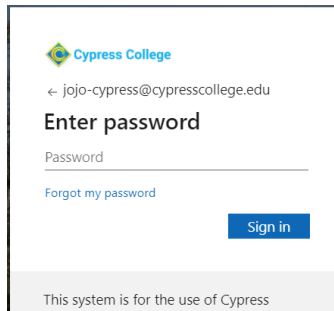 Cypress College
← jojo-cypress@cypresscollege.edu
Enter password
Password
Forgot my password
Sign in
This system is for the use of Cypress